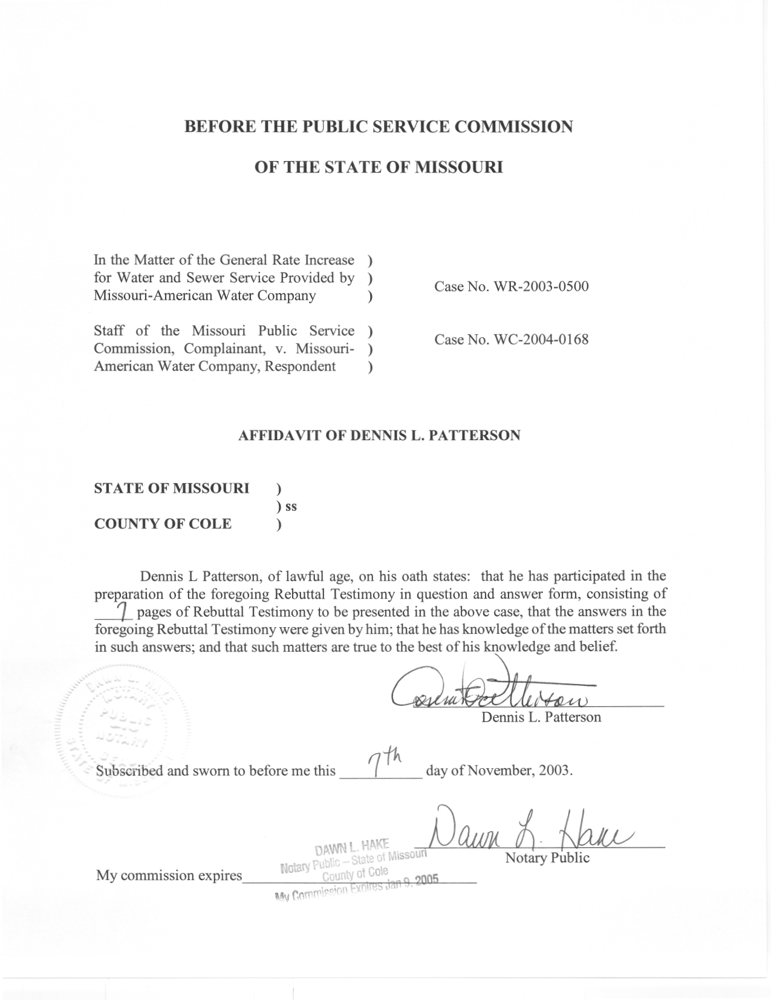 BEFORE THE PUBLIC SERVICE COMMISSION
OF THE STATE OF MISSOURI
In the Matter of the General Rate Increase )
for Water and Sewer Service Provided by ) Case No. WR-2003-0500
Missouri-American Water Company )
Staff of the Missouri Public Service ) Case No. WC-2004-0168
Commission, Complainant, v. Missouri- )
American Water Company, Respondent )
AFFIDAVIT OF DENNIS L. PATTERSON
STATE OF MISSOURI )
) ss
COUNTY OF COLE )
Dennis L Patterson, of lawful age, on his oath states: that he has participated in the
preparation of the foregoing Rebuttal Testimony in question and answer form, consisting of
7 pages of Rebuttal Testimony to be presented in the above case, that the answers in the
foregoing Rebuttal Testimony were given by him; that he has knowledge of the matters set forth
in such answers; and that such matters are true to the best of his knowledge and belief.
DAWN L. HAKE
NOTARY
PUBLIC
NOTARY
SEAL
STATE OF MISSOURI
Dennis L Patterson
Dennis L. Patterson
Subscribed and sworn to before me this 7th day of November, 2003.
Dawn L. Hake
Notary Public
DAWN L. HAKE
Notary Public – State of Missouri
County of Cole
My Commission Expires Jan 9, 2005
My commission expires